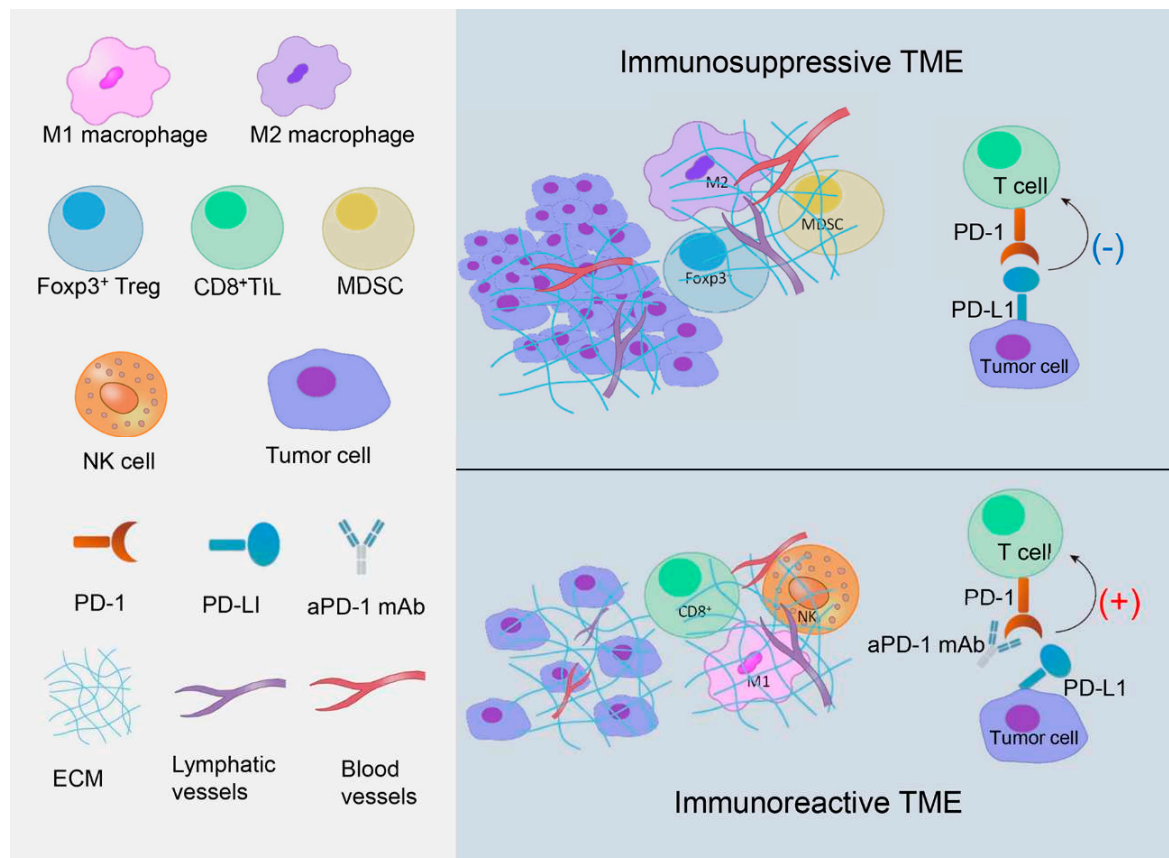 M1 macrophage
M2 macrophage
Foxp3⁺ Treg
CD8⁺TIL
MDSC
NK cell
Tumor cell
PD-1
PD-LI
aPD-1 mAb
ECM
Lymphatic
vessels
Blood
vessels
Immunosuppressive TME
M2
MDSC
Foxp3
T cell
PD-1
(-)
PD-L1
Tumor cell
CD8⁺
NK
M1
T cell
PD-1
(+)
aPD-1 mAb
PD-L1
Tumor cell
Immunoreactive TME